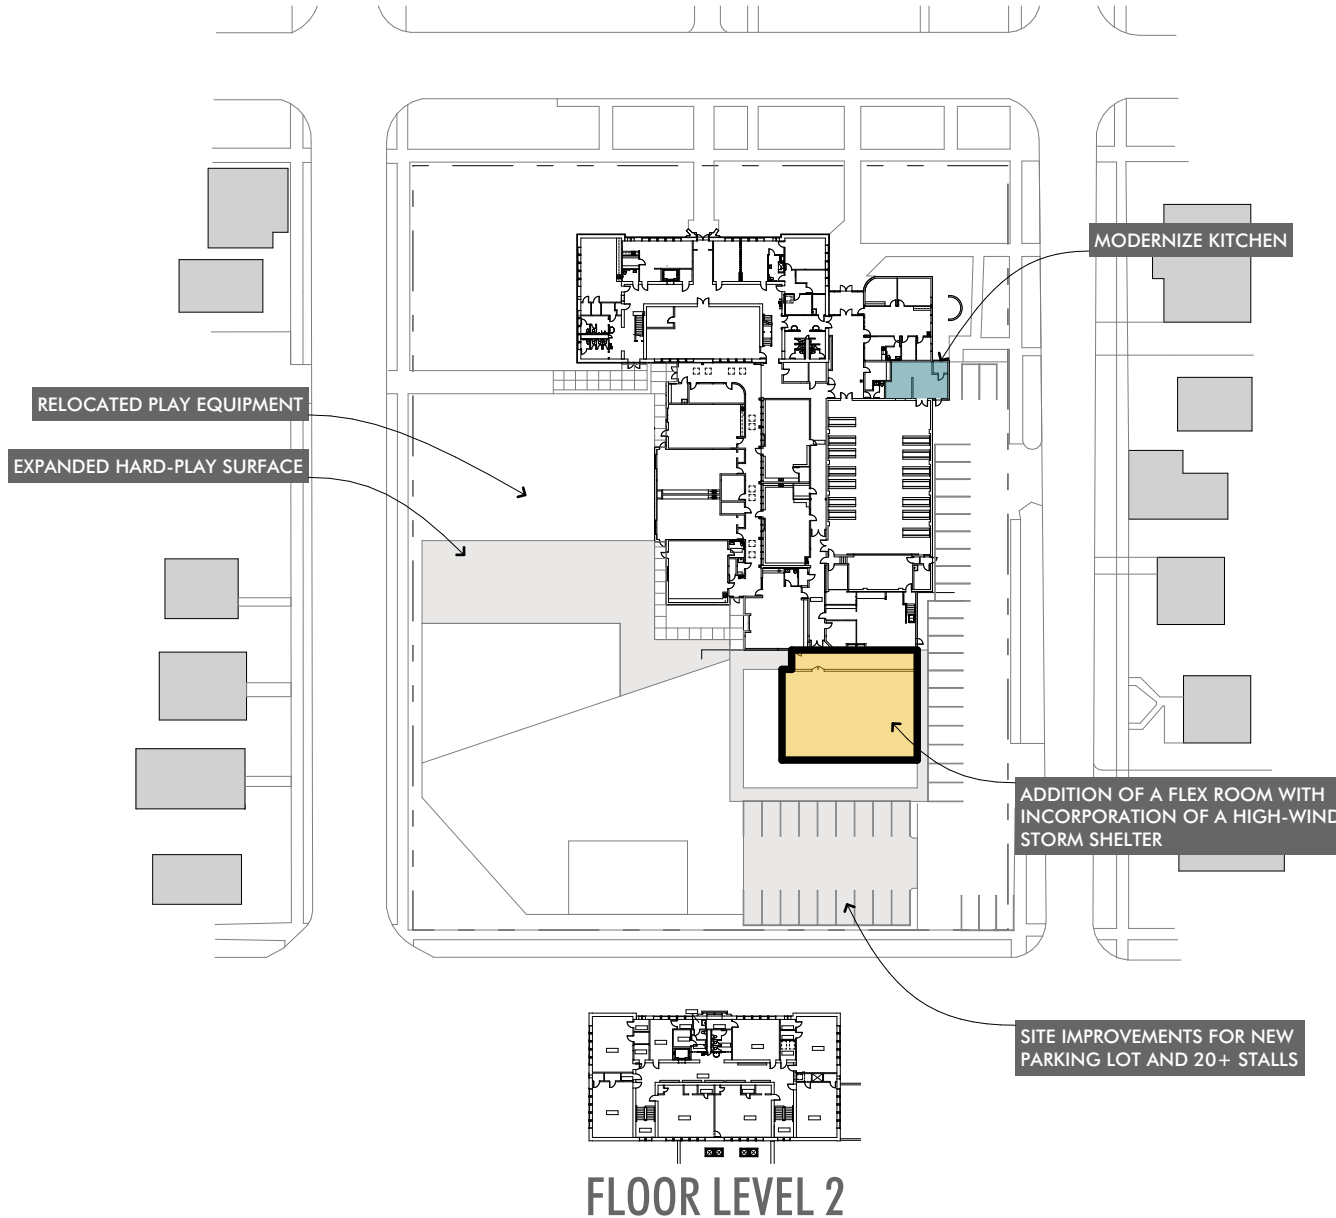 MODERNIZE KITCHEN
RELOCATED PLAY EQUIPMENT
EXPANDED HARD-PLAY SURFACE
ADDITION OF A FLEX ROOM WITH
INCORPORATION OF A HIGH-WIND
STORM SHELTER
SITE IMPROVEMENTS FOR NEW
PARKING LOT AND 20+ STALLS
FLOOR LEVEL 2